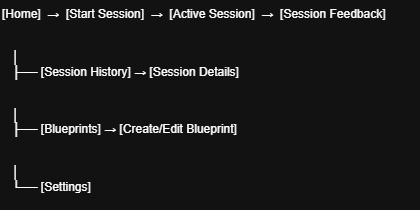 [Home] → [Start Session] → [Active Session] → [Session Feedback]
│
├── [Session History] → [Session Details]
│
├── [Blueprints] → [Create/Edit Blueprint]
│
└── [Settings]